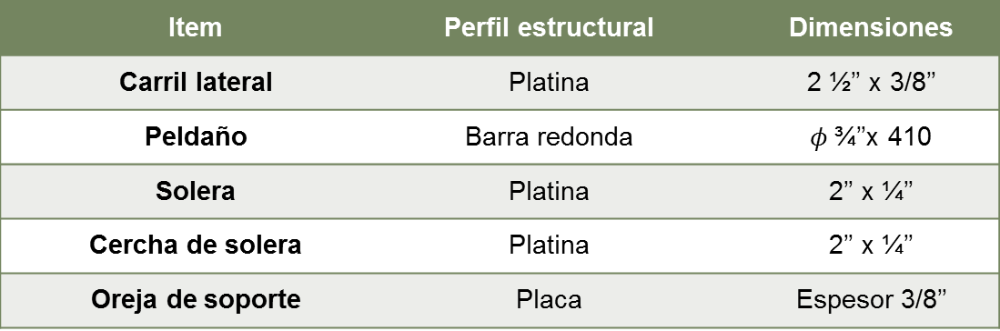 Item Perfil estructural Dimensiones
Carril lateral Platina 2 ½” x 3/8”
Peldaño Barra redonda ϕ ¾”x 410
Solera Platina 2” x ¼”
Cercha de solera Platina 2” x ¼”
Oreja de soporte Placa Espesor 3/8”